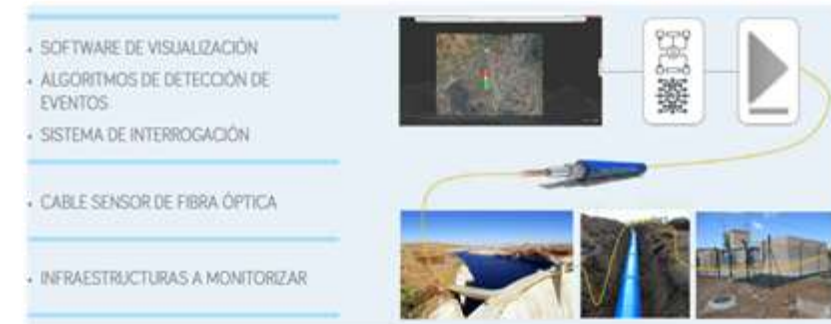 • SOFTWARE DE VISUALIZACIÓN
• ALGORITMOS DE DETECCIÓN DE
EVENTOS
• SISTEMA DE INTERROGACIÓN
• CABLE SENSOR DE FIBRA ÓPTICA
• INFRAESTRUCTURAS A MONITORIZAR